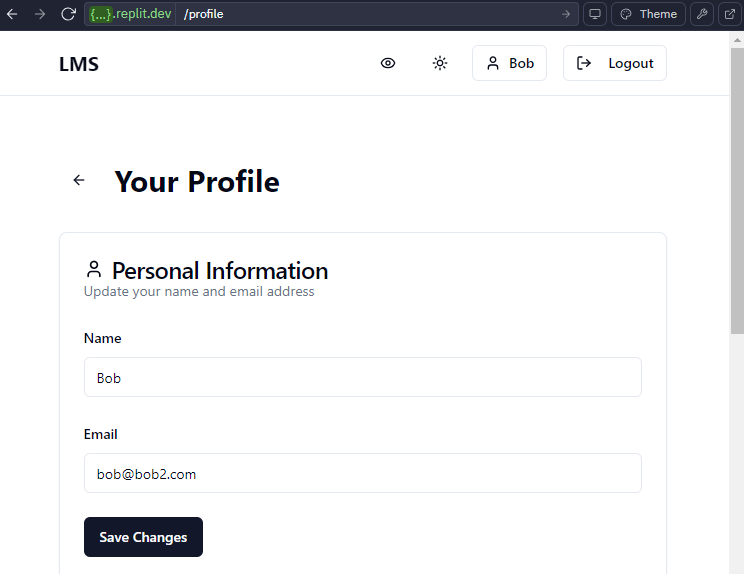 {...}.replit.dev /profile Theme
LMS Bob Logout
Your Profile
Personal Information
Update your name and email address
Name
Bob
Email
bob@bob2.com
Save Changes